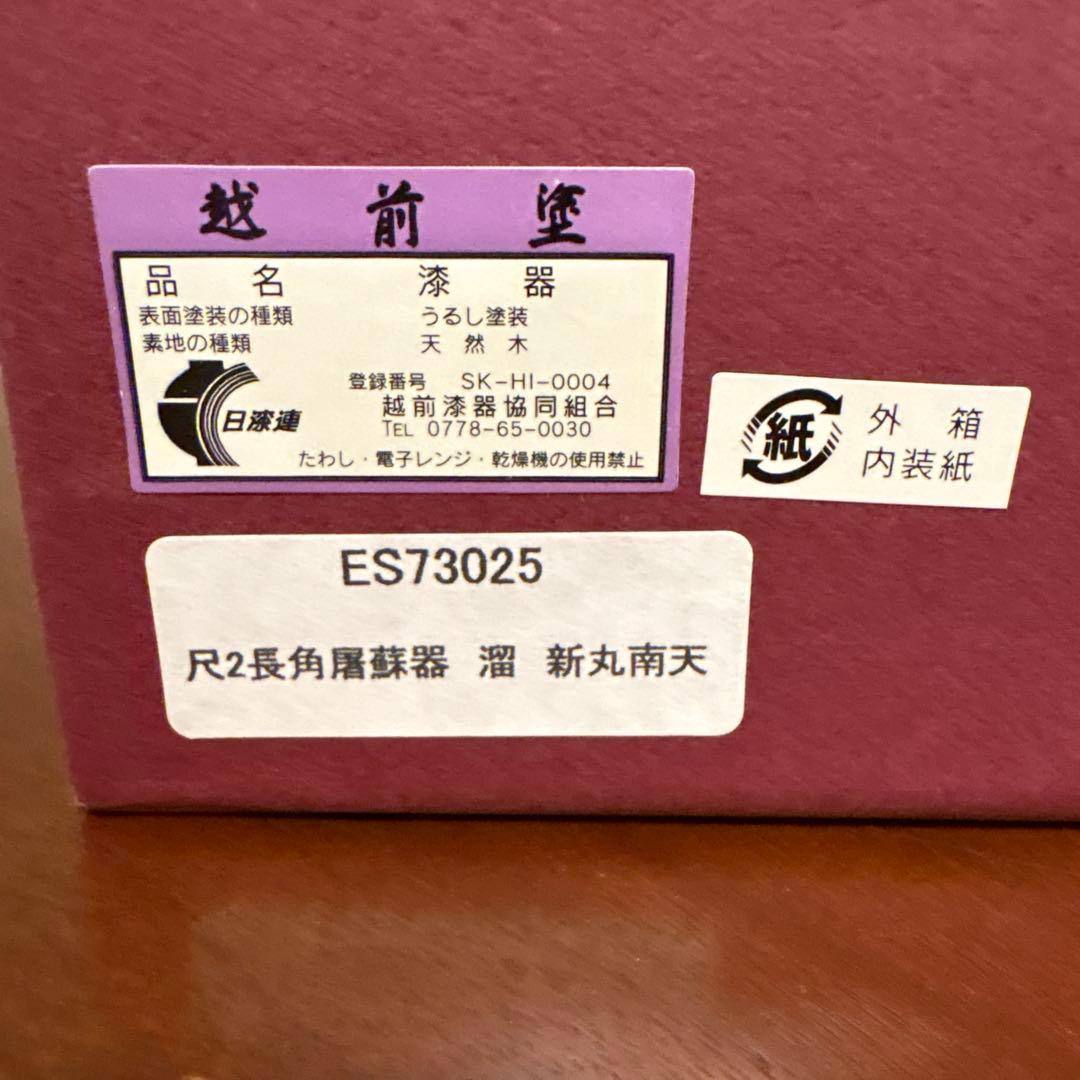 越前塗
品名 漆器
表面塗装の種類 うるし塗装
素地の種類 天然木
日漆連
登録番号 SK-HI-0004
越前漆器協同組合
TEL 0778-65-0030
たわし・電子レンジ・乾燥機の使用禁止
紙
外箱
内装紙
ES73025
尺2長角屠蘇器 溜 新丸南天